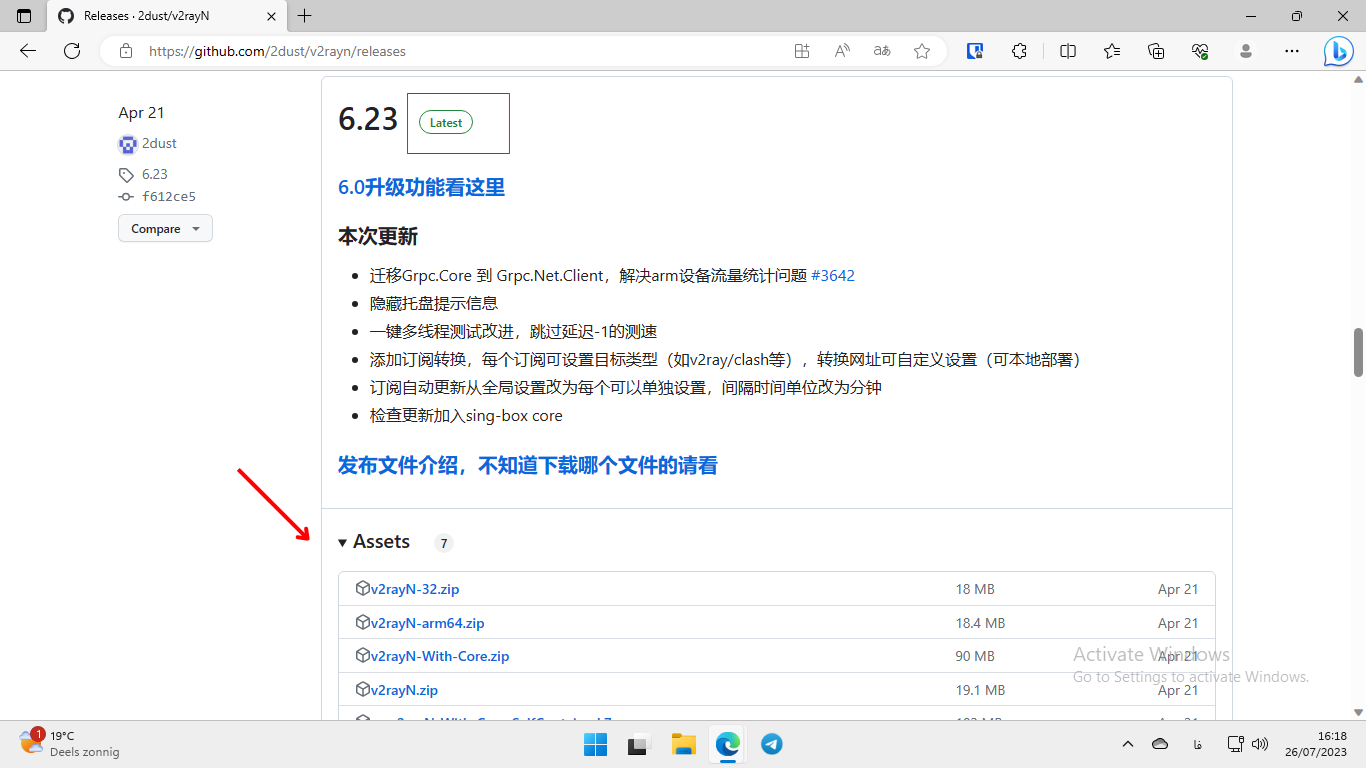 Releases · 2dust/v2rayN
https://github.com/2dust/v2rayn/releases
Apr 21
2dust
6.23
f612ce5
Compare
6.23 Latest
6.0升级功能看这里
本次更新
迁移Grpc.Core 到 Grpc.Net.Client，解决arm设备流量统计问题 #3642
隐藏托盘提示信息
一键多线程测试改进，跳过延迟-1的测速
添加订阅转换，每个订阅可设置目标类型（如v2ray/clash等），转换网址可自定义设置（可本地部署）
订阅自动更新从全局设置改为每个可以单独设置，间隔时间单位改为分钟
检查更新加入sing-box core
发布文件介绍，不知道下载哪个文件的请看
Assets 7
v2rayN-32.zip 18 MB Apr 21
v2rayN-arm64.zip 18.4 MB Apr 21
v2rayN-With-Core.zip 90 MB Apr 21
v2rayN.zip 19.1 MB Apr 21
Activate Windows
Go to Settings to activate Windows.
1
19°C
Deels zonnig
فا
16:18
26/07/2023